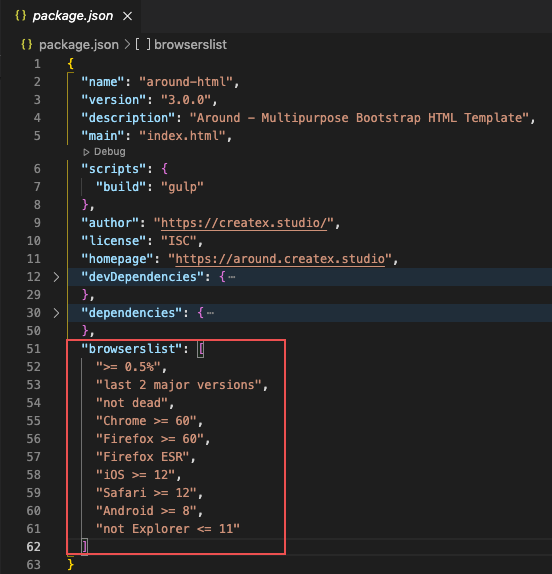 {} package.json ×
{} package.json > [ ] browserslist
1 {
2 "name": "around-html",
3 "version": "3.0.0",
4 "description": "Around – Multipurpose Bootstrap HTML Template",
5 "main": "index.html",
Debug
6 "scripts": {
7 "build": "gulp"
8 },
9 "author": "https://createx.studio/",
10 "license": "ISC",
11 "homepage": "https://around.createx.studio",
12 > "devDependencies": {⋯
29 },
30 > "dependencies": {⋯
50 },
51 "browserslist": [
52 ">= 0.5%",
53 "last 2 major versions",
54 "not dead",
55 "Chrome >= 60",
56 "Firefox >= 60",
57 "Firefox ESR",
58 "iOS >= 12",
59 "Safari >= 12",
60 "Android >= 8",
61 "not Explorer <= 11"
62 ]
63 }